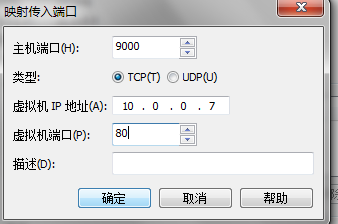 映射传入端口
主机端口(H): 9000
类型: TCP(T) UDP(U)
虚拟机 IP 地址(A): 10 . 0 . 0 . 7
虚拟机端口(P): 80
描述(D):
确定 取消 帮助